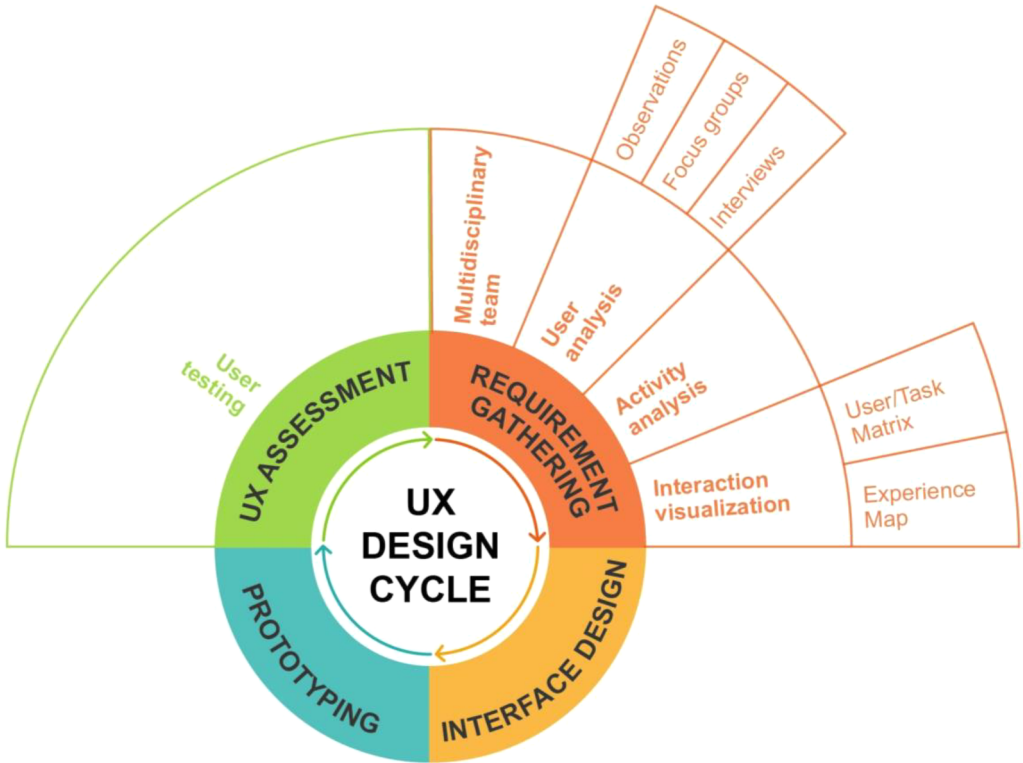 Observations
Focus groups
Interviews
Multidisciplinary
team
User
analysis
Activity
analysis
User/Task
Matrix
Interaction
visualization
Experience
Map
User
testing
UX ASSESSMENT
REQUIREMENT
GATHERING
UX
DESIGN
CYCLE
PROTOTYPING
INTERFACE DESIGN